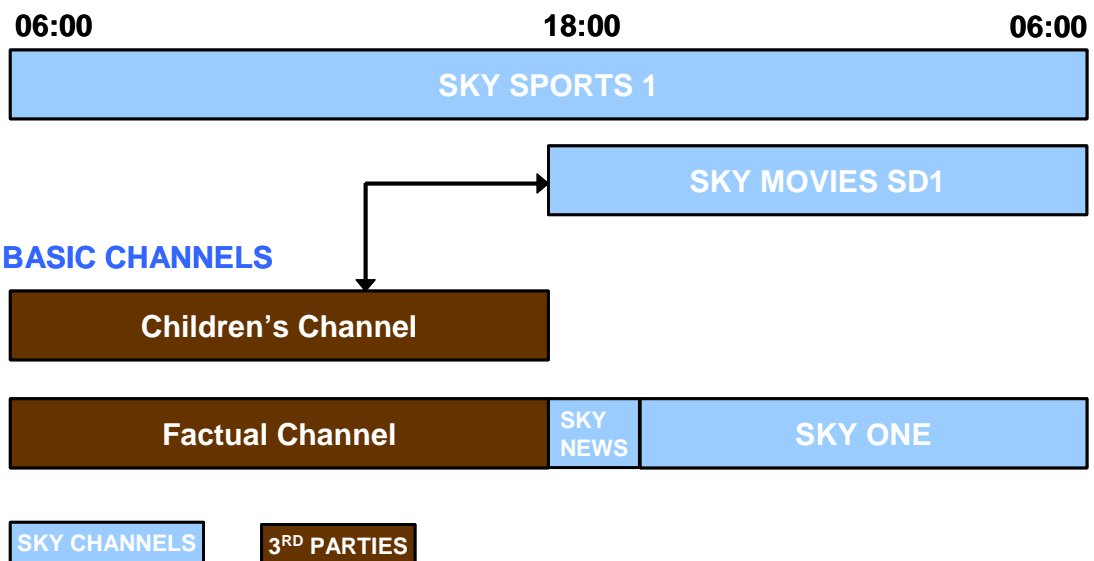 06:00 18:00 06:00
SKY SPORTS 1
SKY MOVIES SD1
BASIC CHANNELS
Children’s Channel
Factual Channel
SKY
NEWS
SKY ONE
SKY CHANNELS
3RD PARTIES